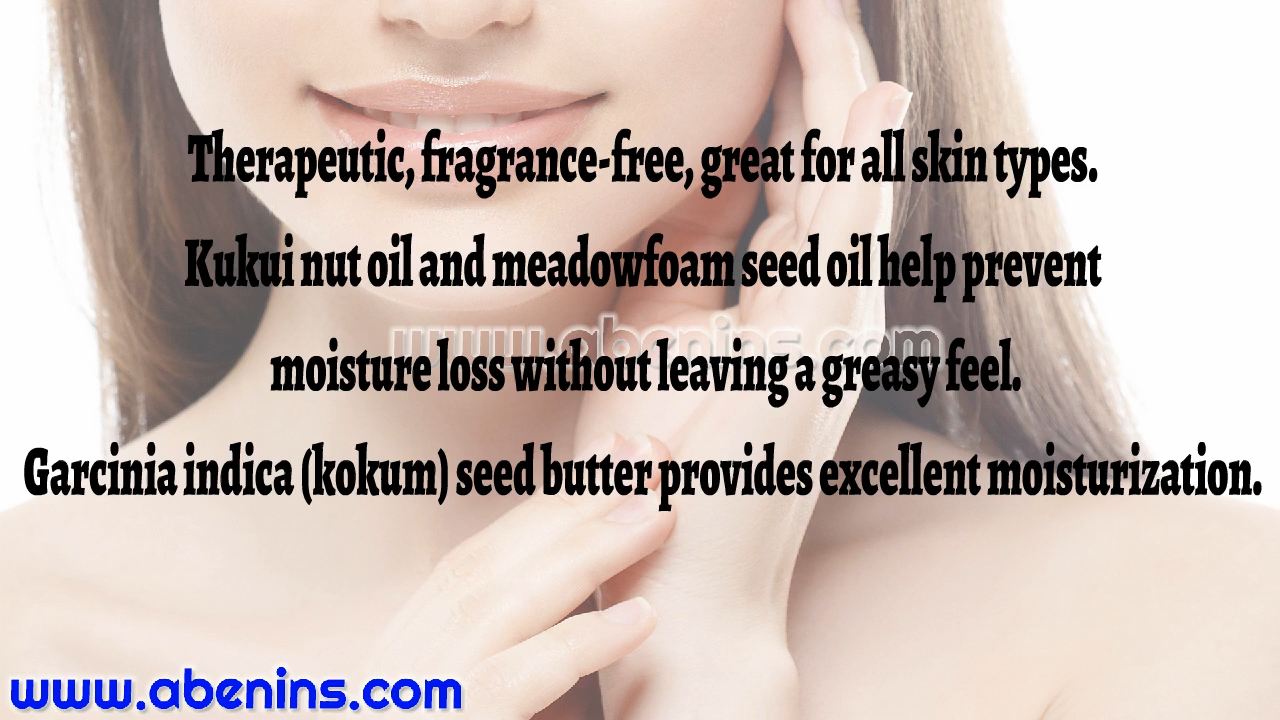 Therapeutic, fragrance-free, great for all skin types.
Kukui nut oil and meadowfoam seed oil help prevent
www.abenins.com
moisture loss without leaving a greasy feel.
Garcinia indica (kokum) seed butter provides excellent moisturization.
www.abenins.com